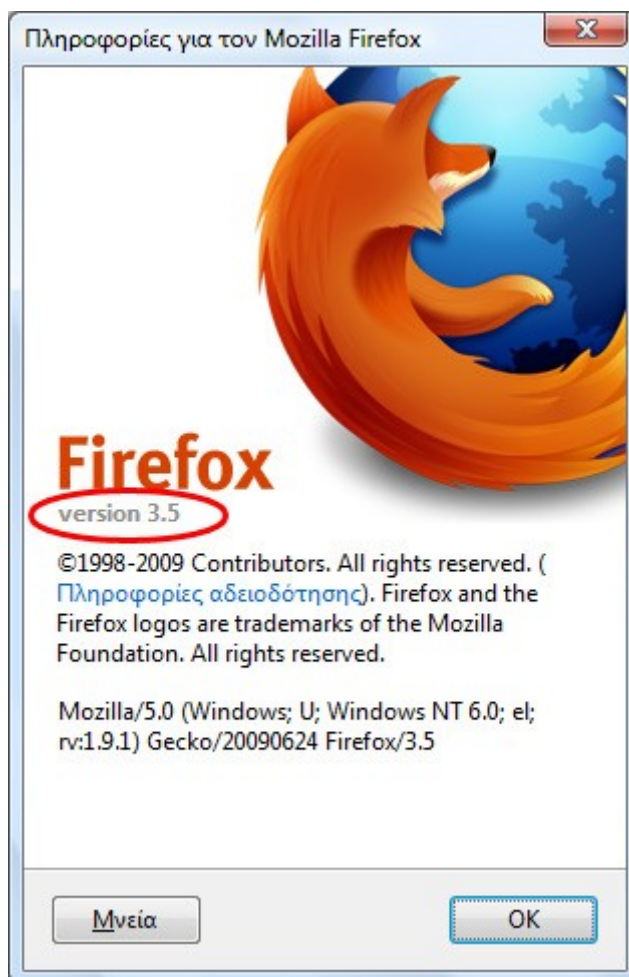 Πληροφορίες για τον Mozilla Firefox
Firefox
version 3.5
©1998-2009 Contributors. All rights reserved. (
Πληροφορίες αδειοδότησης). Firefox and the
Firefox logos are trademarks of the Mozilla
Foundation. All rights reserved.
Mozilla/5.0 (Windows; U; Windows NT 6.0; el;
rv:1.9.1) Gecko/20090624 Firefox/3.5
Μνεία
OK